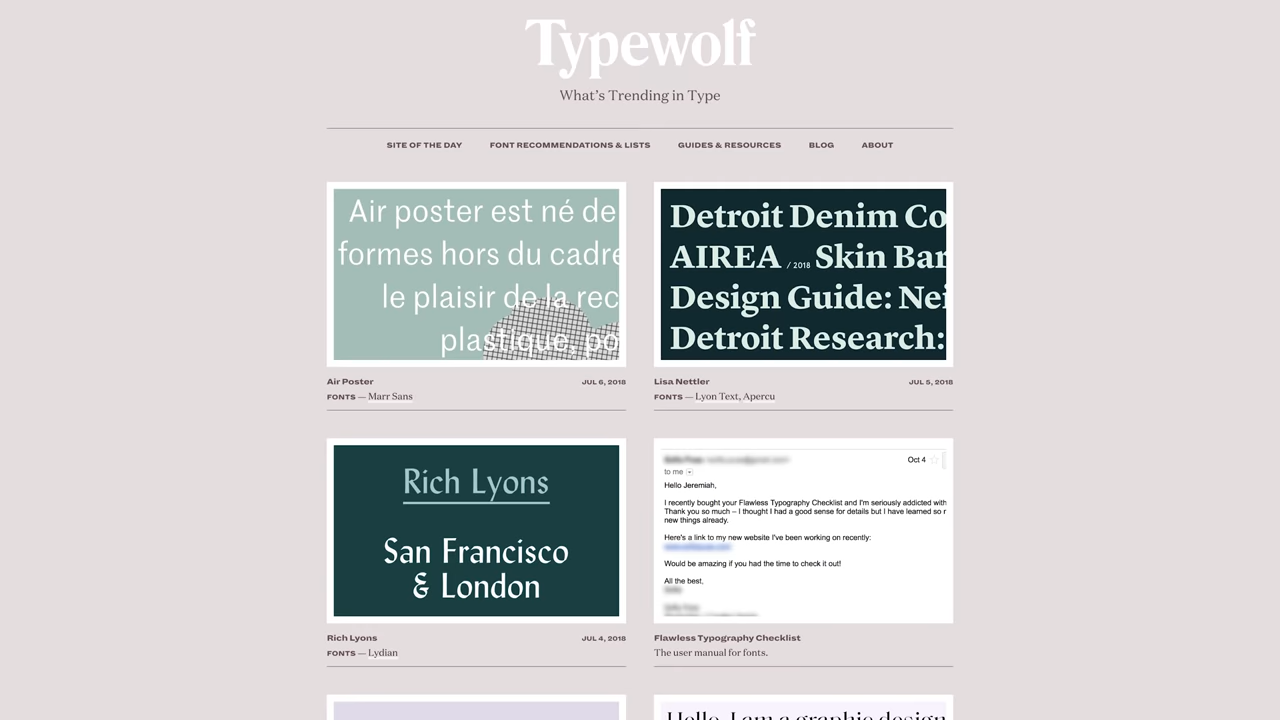 Typewolf
What's Trending in Type
SITE OF THE DAY FONT RECOMMENDATIONS & LISTS GUIDES & RESOURCES BLOG ABOUT
Air poster est né de
formes hors du cadre
le plaisir de la rec
plastique, po
Air Poster JUL 6, 2018
FONTS — Marr Sans
Detroit Denim Co
AIREA / 2018 Skin Bar
Design Guide: Nei
Detroit Research:
Lisa Nettler JUL 5, 2018
FONTS — Lyon Text, Apercu
Rich Lyons
San Francisco
& London
Rich Lyons JUL 4, 2018
FONTS — Lydian
Oct 4
to me
Hello Jeremiah,
I recently bought your Flawless Typography Checklist and I'm seriously addicted with
Thank you so much – I thought I had a good sense for details but I have learned so
new things already.
Here's a link to my new website I've been working on recently:
Would be amazing if you had the time to check it out!
All the best,
Flawless Typography Checklist
The user manual for fonts.
Hello, I am a graphic design